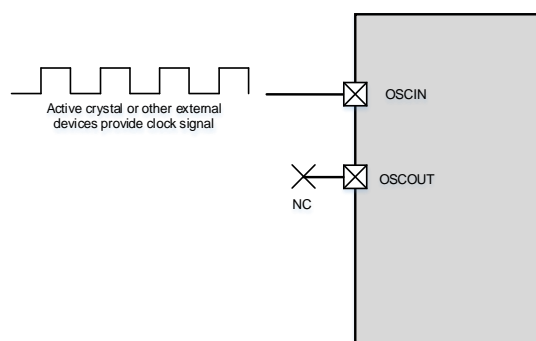 OSCIN
Active crystal or other external
devices provide clock signal
OSCOUT
NC